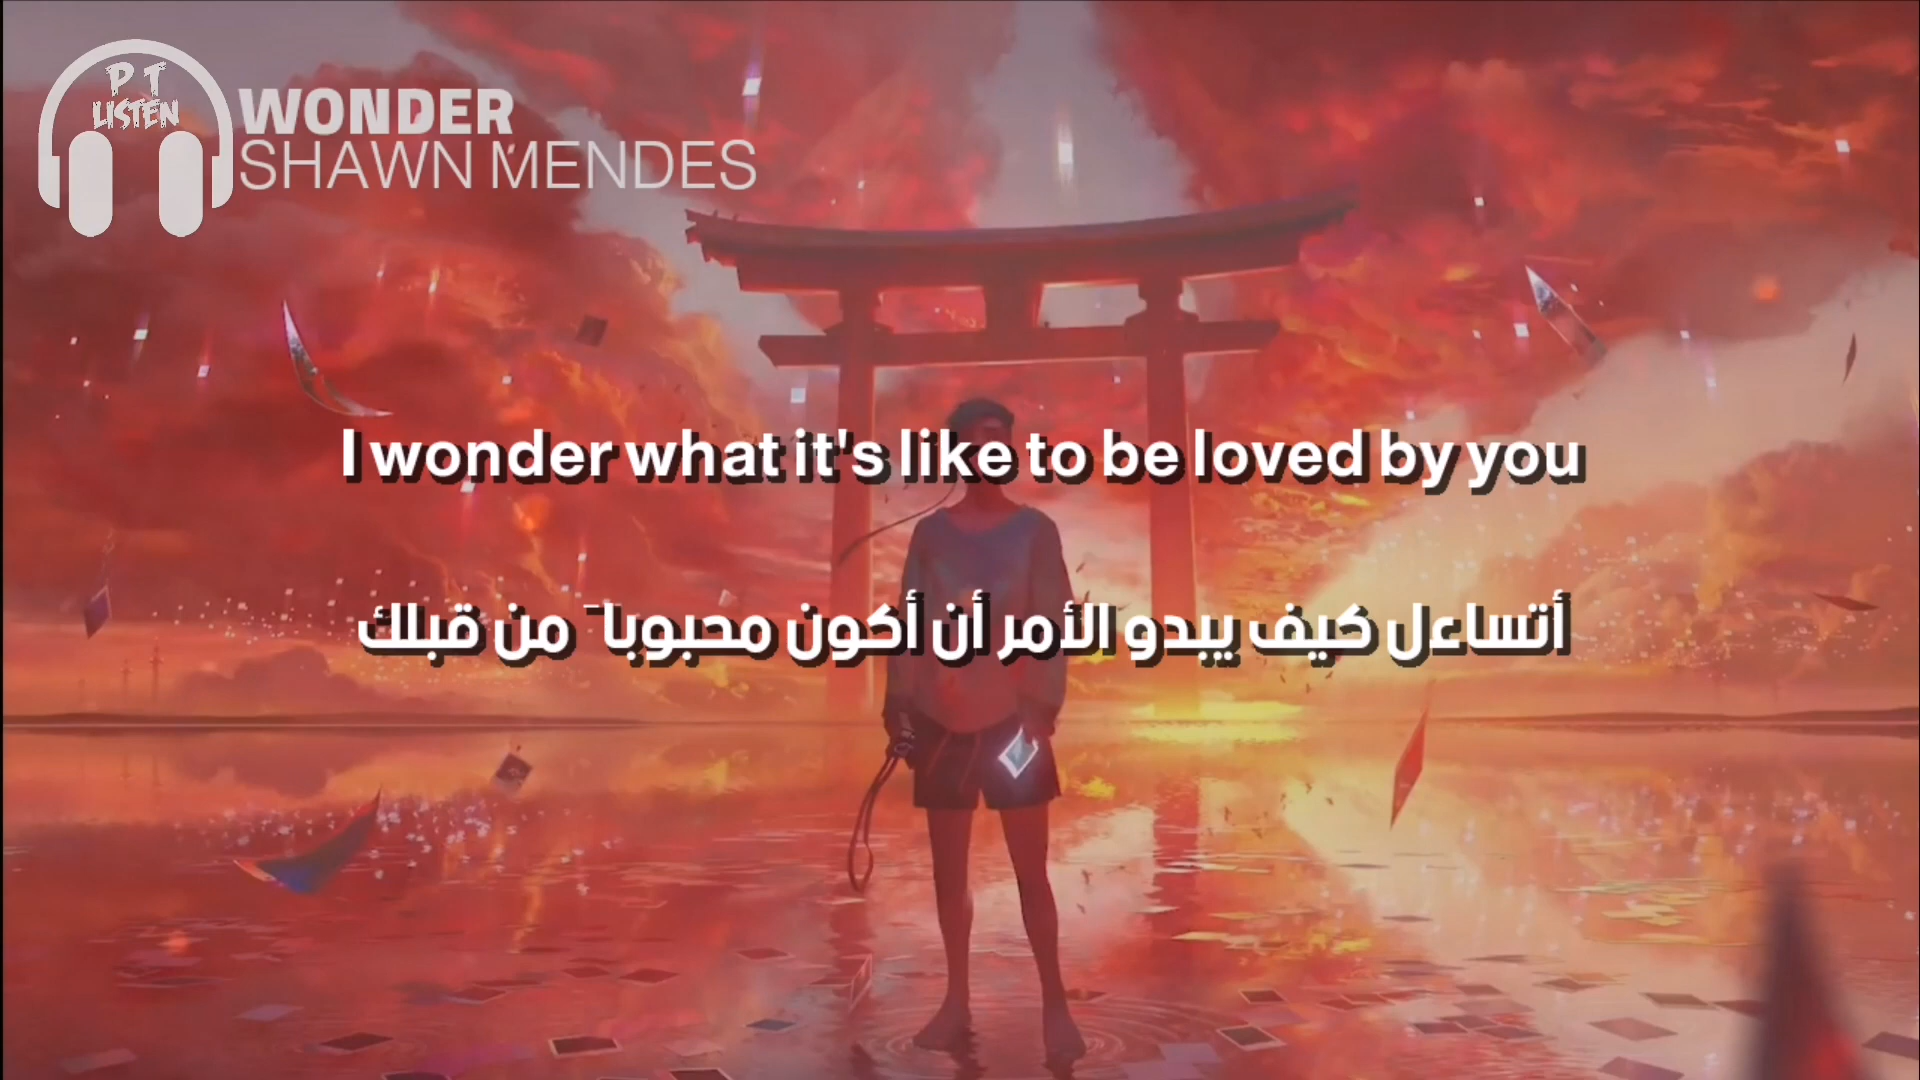 P T
LISTEN
WONDER
SHAWN MENDES
I wonder what it's like to be loved by you
أتساءل كيف يبدو الأمر أن أكون محبوباً من قبلك